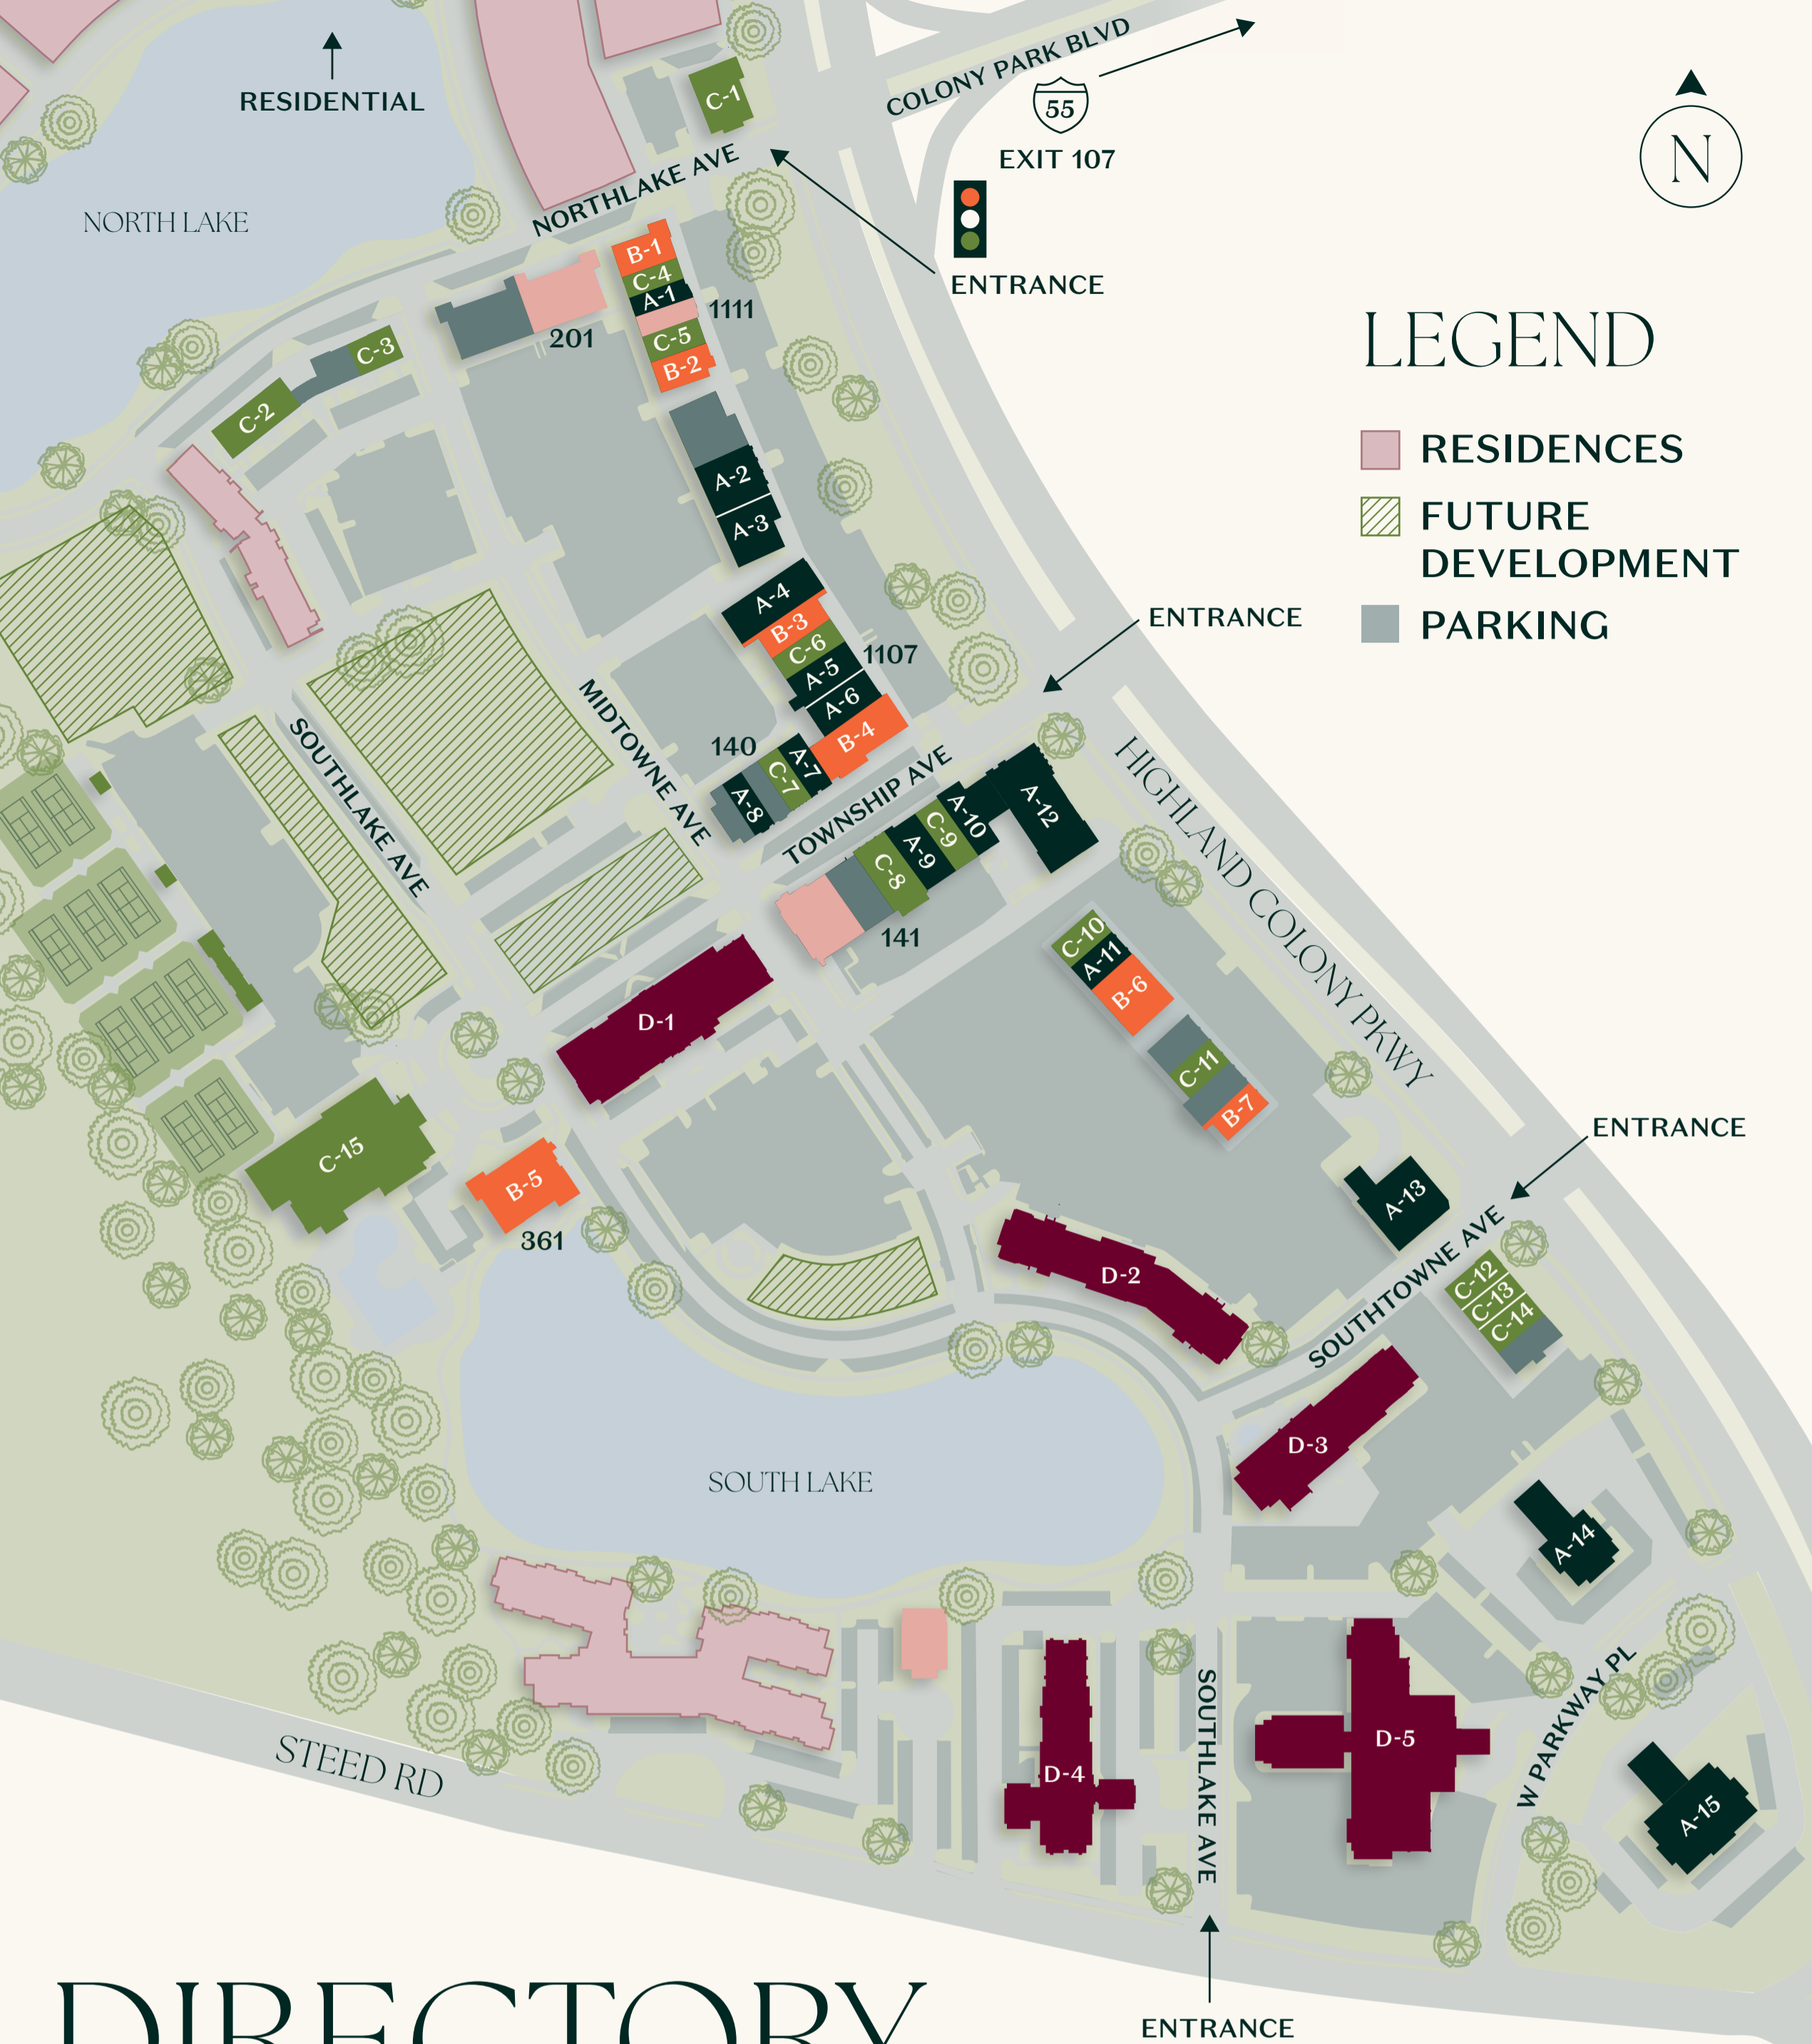 COLONY PARK BLVD
RESIDENTIAL
C-1
55
EXIT 107
N
NORTHLAKE AVE
NORTH LAKE
B-1
C-4
A-1
C-5
B-2
1111
201
ENTRANCE
C-3
C-2
LEGEND
RESIDENCES
FUTURE
DEVELOPMENT
PARKING
A-2
A-3
A-4
B-3
C-6
A-5
A-6
B-4
1107
ENTRANCE
MIDTOWNE AVE
SOUTHLAKE AVE
140
A-7
C-7
A-8
TOWNSHIP AVE
HIGHLAND COLONY PKWY
A-12
A-10
C-9
A-9
C-8
141
C-10
A-11
B-6
D-1
C-11
B-7
ENTRANCE
C-15
B-5
361
A-13
SOUTHTOWNE AVE
D-2
C-12
C-13
C-14
D-3
SOUTH LAKE
A-14
W PARKWAY PL
SOUTHLAKE AVE
D-5
D-4
STEED RD
A-15
DIRECTORY
ENTRANCE